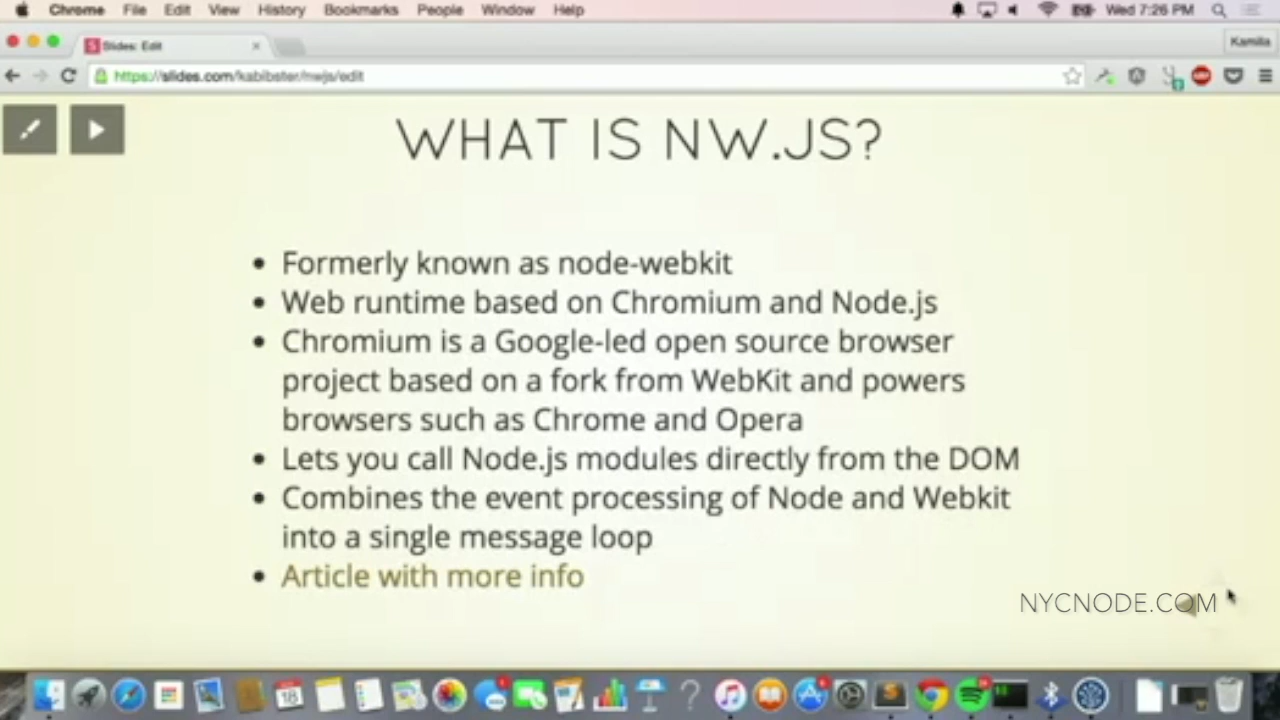 Chrome File Edit View History Bookmarks People Window Help Wed 7:26 PM
Slides: Edit Kamilla
https://slides.com/kabibster/nwjs/edit
WHAT IS NW.JS?
• Formerly known as node-webkit
• Web runtime based on Chromium and Node.js
• Chromium is a Google-led open source browser
project based on a fork from WebKit and powers
browsers such as Chrome and Opera
• Lets you call Node.js modules directly from the DOM
• Combines the event processing of Node and Webkit
into a single message loop
• Article with more info
NYCNODE.COM
18